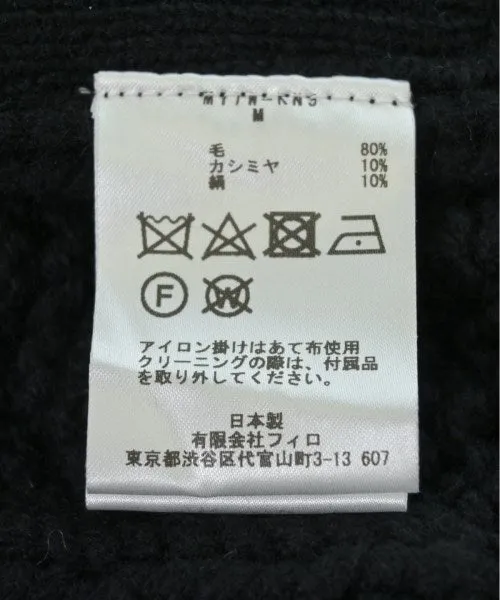 M
毛 80%
カシミヤ 10%
絹 10%
F
W
アイロン掛けはあて布使用
クリーニングの際は、付属品
を取り外してください。
日本製
有限会社フィロ
東京都渋谷区代官山町3-13 607